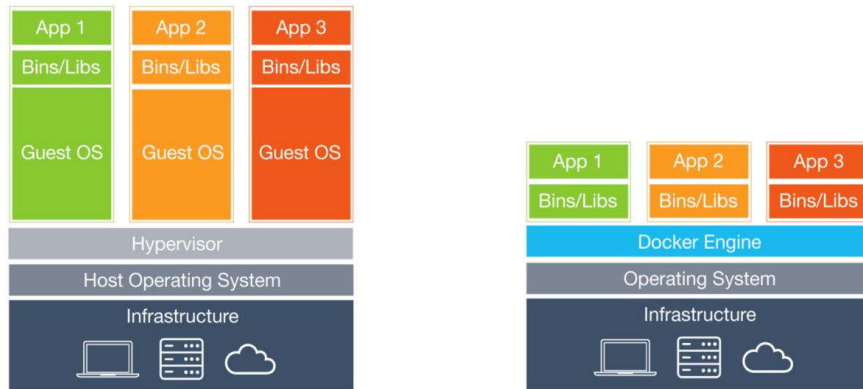 App 1
App 2
App 3
Bins/Libs
Bins/Libs
Bins/Libs
Guest OS
Guest OS
Guest OS
Hypervisor
Host Operating System
Infrastructure
App 1
App 2
App 3
Bins/Libs
Bins/Libs
Bins/Libs
Docker Engine
Operating System
Infrastructure